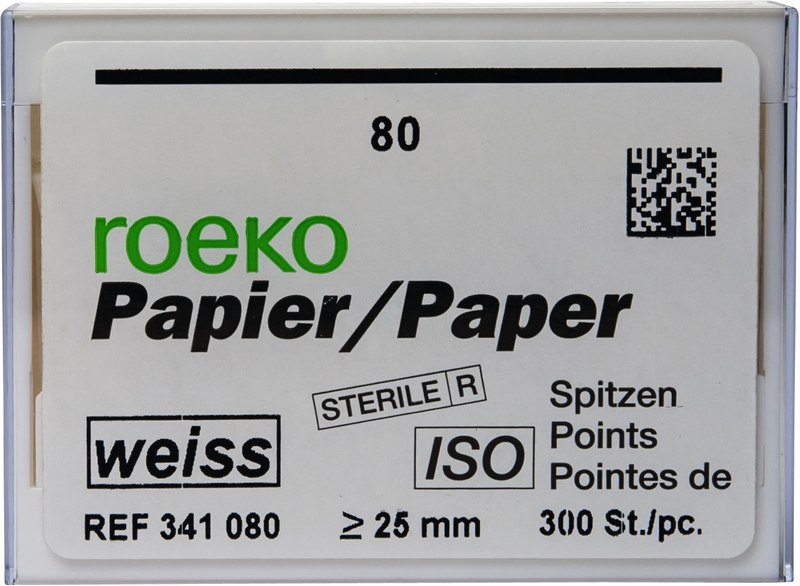 80
roeko
Papier/Paper
STERILE R
weiss
ISO
Spitzen
Points
Pointes de
REF 341 080
≥ 25 mm
300 St./pc.